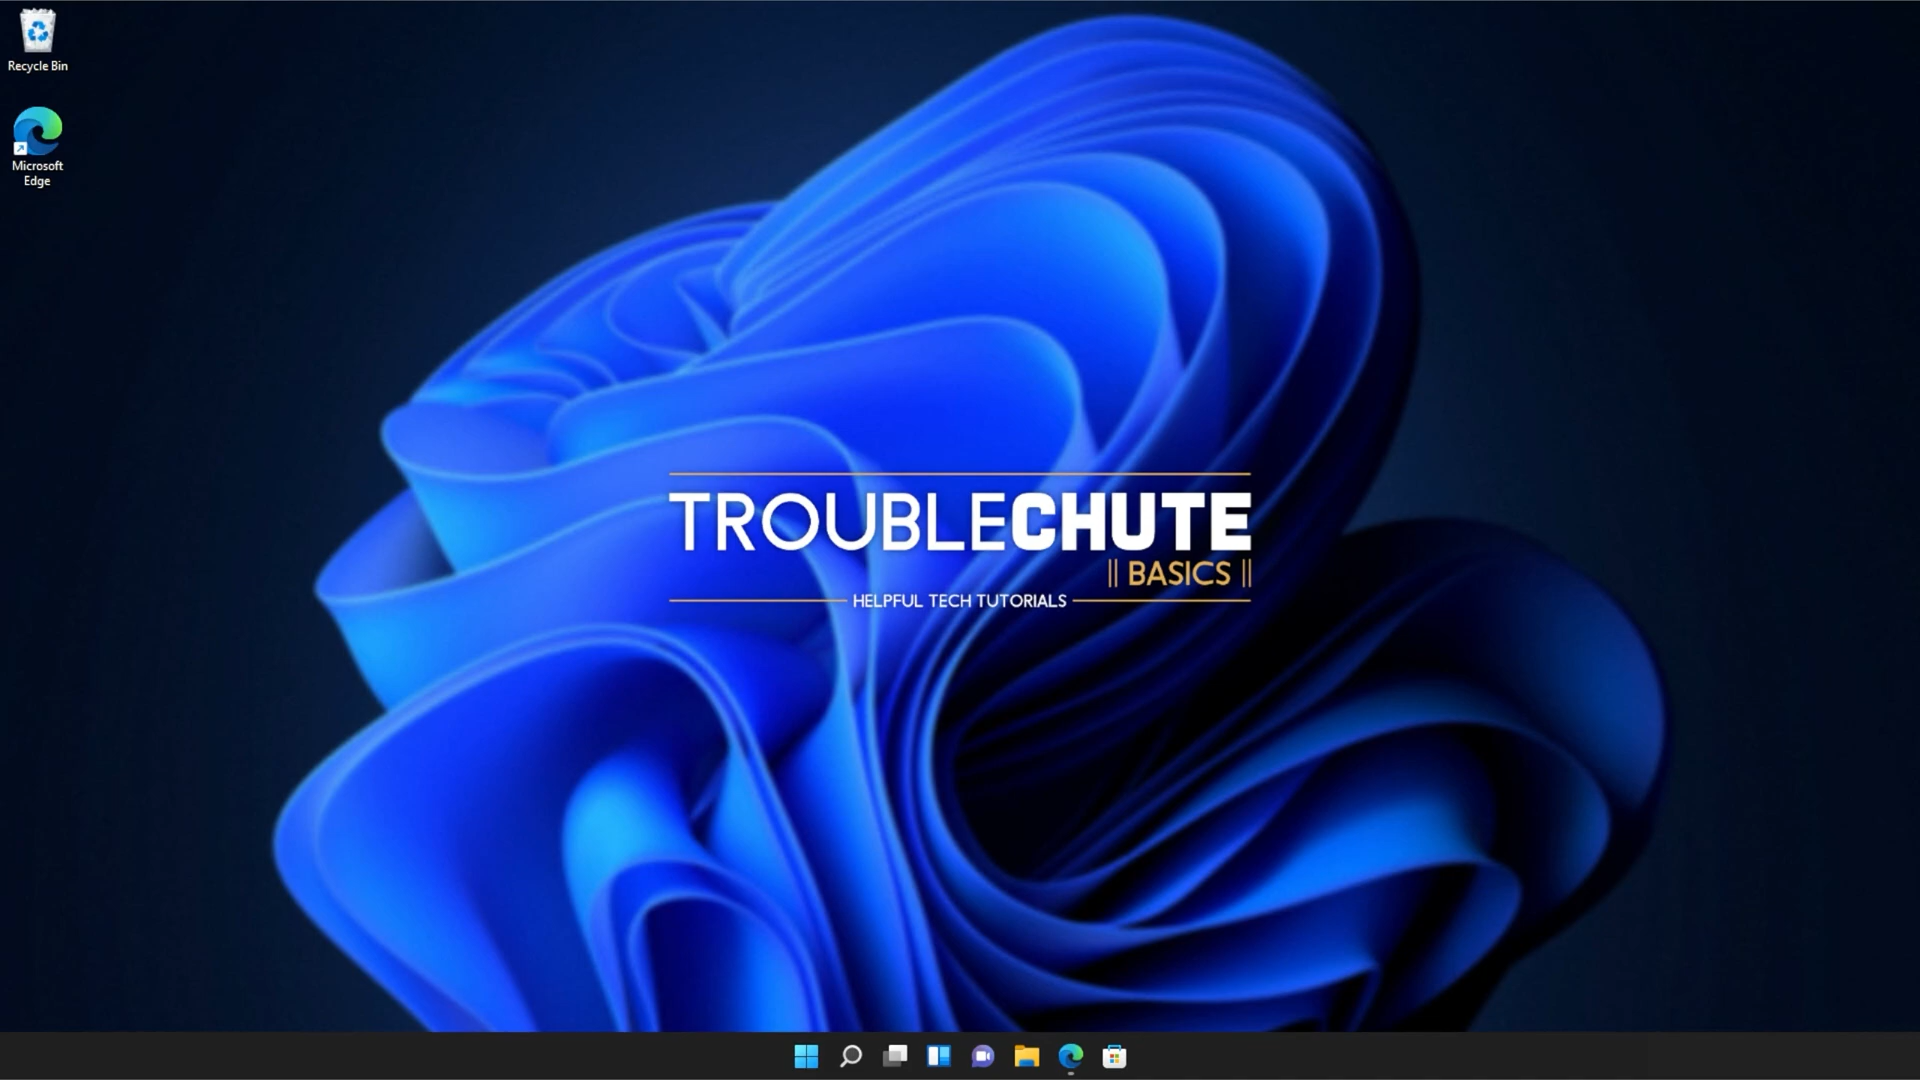 Recycle Bin
Microsoft
Edge
TROUBLECHUTE
|| BASICS ||
HELPFUL TECH TUTORIALS